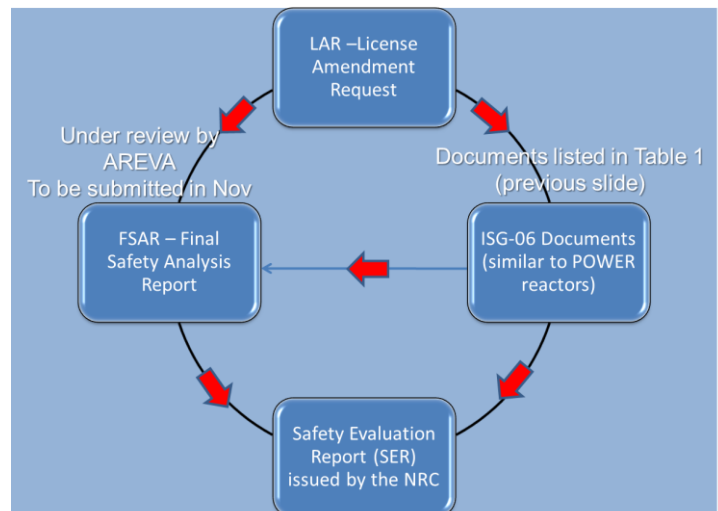 LAR –License
Amendment
Request
Under review by
AREVA
To be submitted in Nov
Documents listed in Table 1
(previous slide)
FSAR – Final
Safety Analysis
Report
ISG-06 Documents
(similar to POWER
reactors)
Safety Evaluation
Report (SER)
issued by the NRC